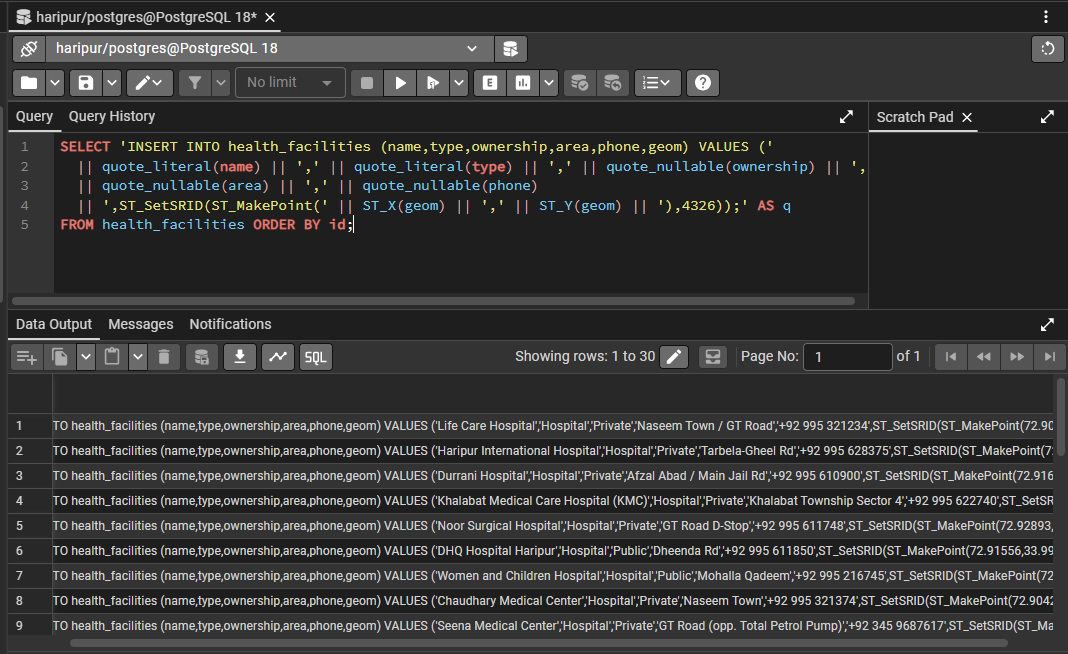 haripur/postgres@PostgreSQL 18*
haripur/postgres@PostgreSQL 18
No limit
E
Query Query History
Scratch Pad
1 SELECT 'INSERT INTO health_facilities (name,type,ownership,area,phone,geom) VALUES ('
2 || quote_literal(name) || ',' || quote_literal(type) || ',' || quote_nullable(ownership) || ',
3 || quote_nullable(area) || ',' || quote_nullable(phone)
4 || ',ST_SetSRID(ST_MakePoint(' || ST_X(geom) || ',' || ST_Y(geom) || '),4326));' AS q
5 FROM health_facilities ORDER BY id;
Data Output Messages Notifications
SQL Showing rows: 1 to 30 Page No: 1 of 1
1 TO health_facilities (name,type,ownership,area,phone,geom) VALUES ('Life Care Hospital','Hospital','Private','Naseem Town / GT Road','+92 995 321234',ST_SetSRID(ST_MakePoint(72.90
2 TO health_facilities (name,type,ownership,area,phone,geom) VALUES ('Haripur International Hospital','Hospital','Private','Tarbela-Gheel Rd','+92 995 628375',ST_SetSRID(ST_MakePoint(7
3 TO health_facilities (name,type,ownership,area,phone,geom) VALUES ('Durrani Hospital','Hospital','Private','Afzal Abad / Main Jail Rd','+92 995 610900',ST_SetSRID(ST_MakePoint(72.916
4 TO health_facilities (name,type,ownership,area,phone,geom) VALUES ('Khalabat Medical Care Hospital (KMC)','Hospital','Private','Khalabat Township Sector 4','+92 995 622740',ST_SetSR
5 TO health_facilities (name,type,ownership,area,phone,geom) VALUES ('Noor Surgical Hospital','Hospital','Private','GT Road D-Stop','+92 995 611748',ST_SetSRID(ST_MakePoint(72.92893,
6 TO health_facilities (name,type,ownership,area,phone,geom) VALUES ('DHQ Hospital Haripur','Hospital','Public','Dheenda Rd','+92 995 611850',ST_SetSRID(ST_MakePoint(72.91556,33.99
7 TO health_facilities (name,type,ownership,area,phone,geom) VALUES ('Women and Children Hospital','Hospital','Public','Mohalla Qadeem','+92 995 216745',ST_SetSRID(ST_MakePoint(72
8 TO health_facilities (name,type,ownership,area,phone,geom) VALUES ('Chaudhary Medical Center','Hospital','Private','Naseem Town','+92 995 321374',ST_SetSRID(ST_MakePoint(72.9042
9 TO health_facilities (name,type,ownership,area,phone,geom) VALUES ('Seena Medical Center','Hospital','Private','GT Road (opp. Total Petrol Pump)','+92 345 9687617',ST_SetSRID(ST_Ma